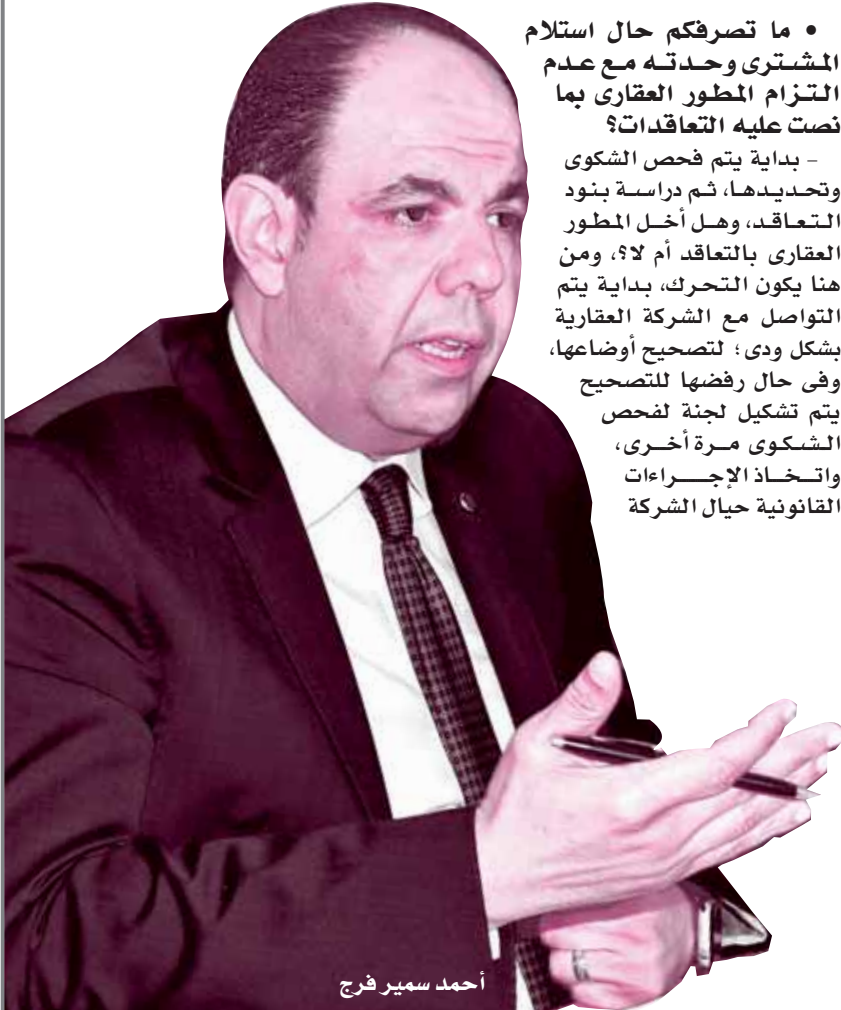 • ما تصرفكم حال استلام
المشترى وحدته مع عدم
التزام المطور العقارى بما
نصت عليه التعاقدات؟
- بداية يتم فحص الشكوى
وتحديدها، ثم دراسة بنود
التعاقد، وهل أخل المطور
العقارى بالتعاقد أم لا؟، ومن
هنا يكون التحرك، بداية يتم
التواصل مع الشركة العقارية
بشكل ودى؛ لتصحيح أوضاعها،
وفى حال رفضها للتصحيح
يتم تشكيل لجنة لفحص
الشكوى مرة أخرى،
واتخاذ الإجراءات
القانونية حيال الشركة
أحمد سمير فرج